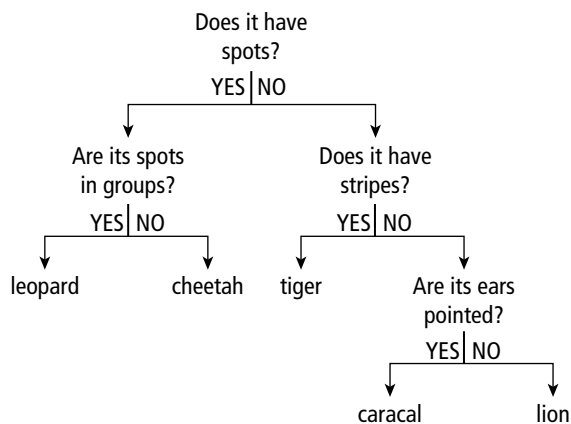 Does it have
spots?
YES NO
Are its spots
in groups?
Does it have
stripes?
YES NO
YES NO
leopard
cheetah
tiger
Are its ears
pointed?
YES NO
caracal
lion